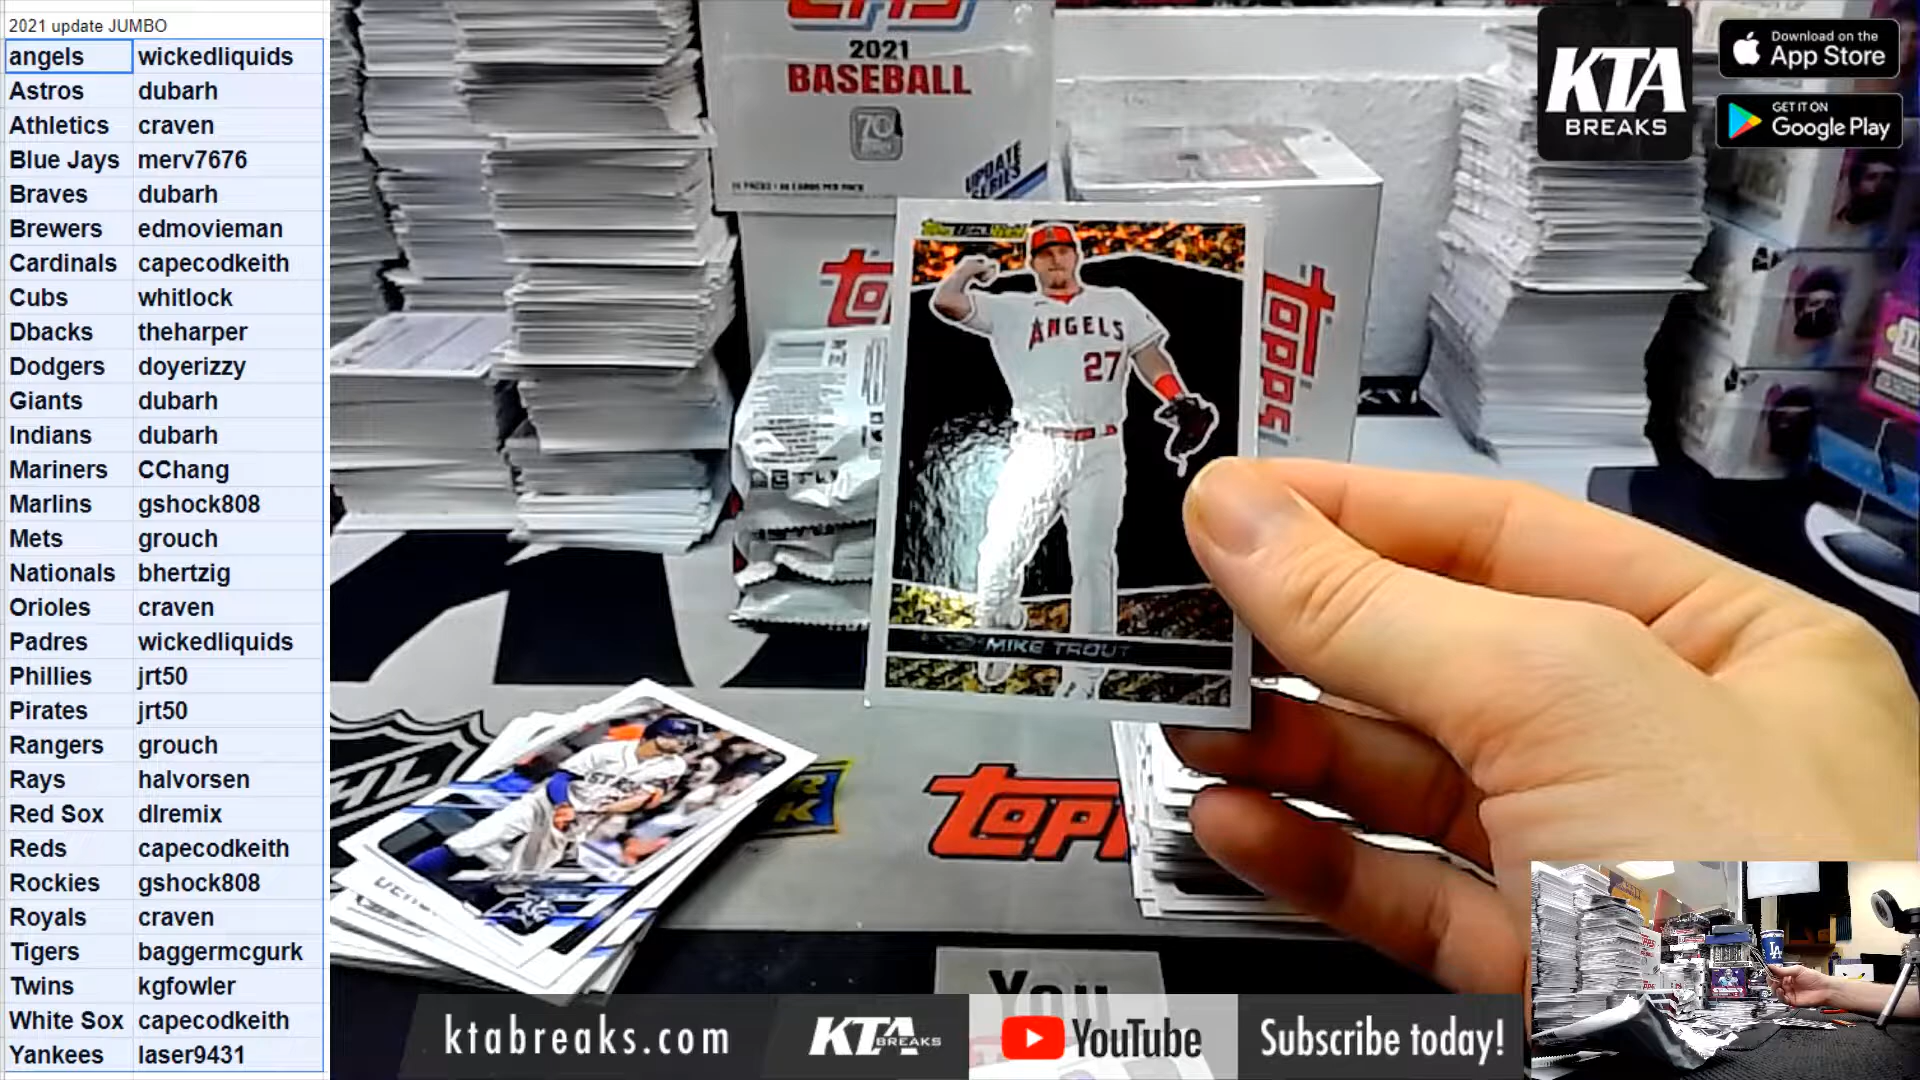 2021 update JUMBO
angels wickedliquids
Astros dubarh
Athletics craven
Blue Jays merv7676
Braves dubarh
Brewers edmovieman
Cardinals capecodkeith
Cubs whitlock
Dbacks theharper
Dodgers doyerizzy
Giants dubarh
Indians dubarh
Mariners CChang
Marlins gshock808
Mets grouch
Nationals bhertzig
Orioles craven
Padres wickedliquids
Phillies jrt50
Pirates jrt50
Rangers grouch
Rays halvorsen
Red Sox dlremix
Reds capecodkeith
Rockies gshock808
Royals craven
Tigers baggermcgurk
Twins kgfowler
White Sox capecodkeith
Yankees laser9431
2021
BASEBALL
70
UPDATE
SERIES
TOPPS
ANGELS
27
MIKE TROUT
KTA
BREAKS
Download on the
App Store
GET IT ON
Google Play
You
ktabreaks.com
KTA BREAKS
YouTube
Subscribe today!